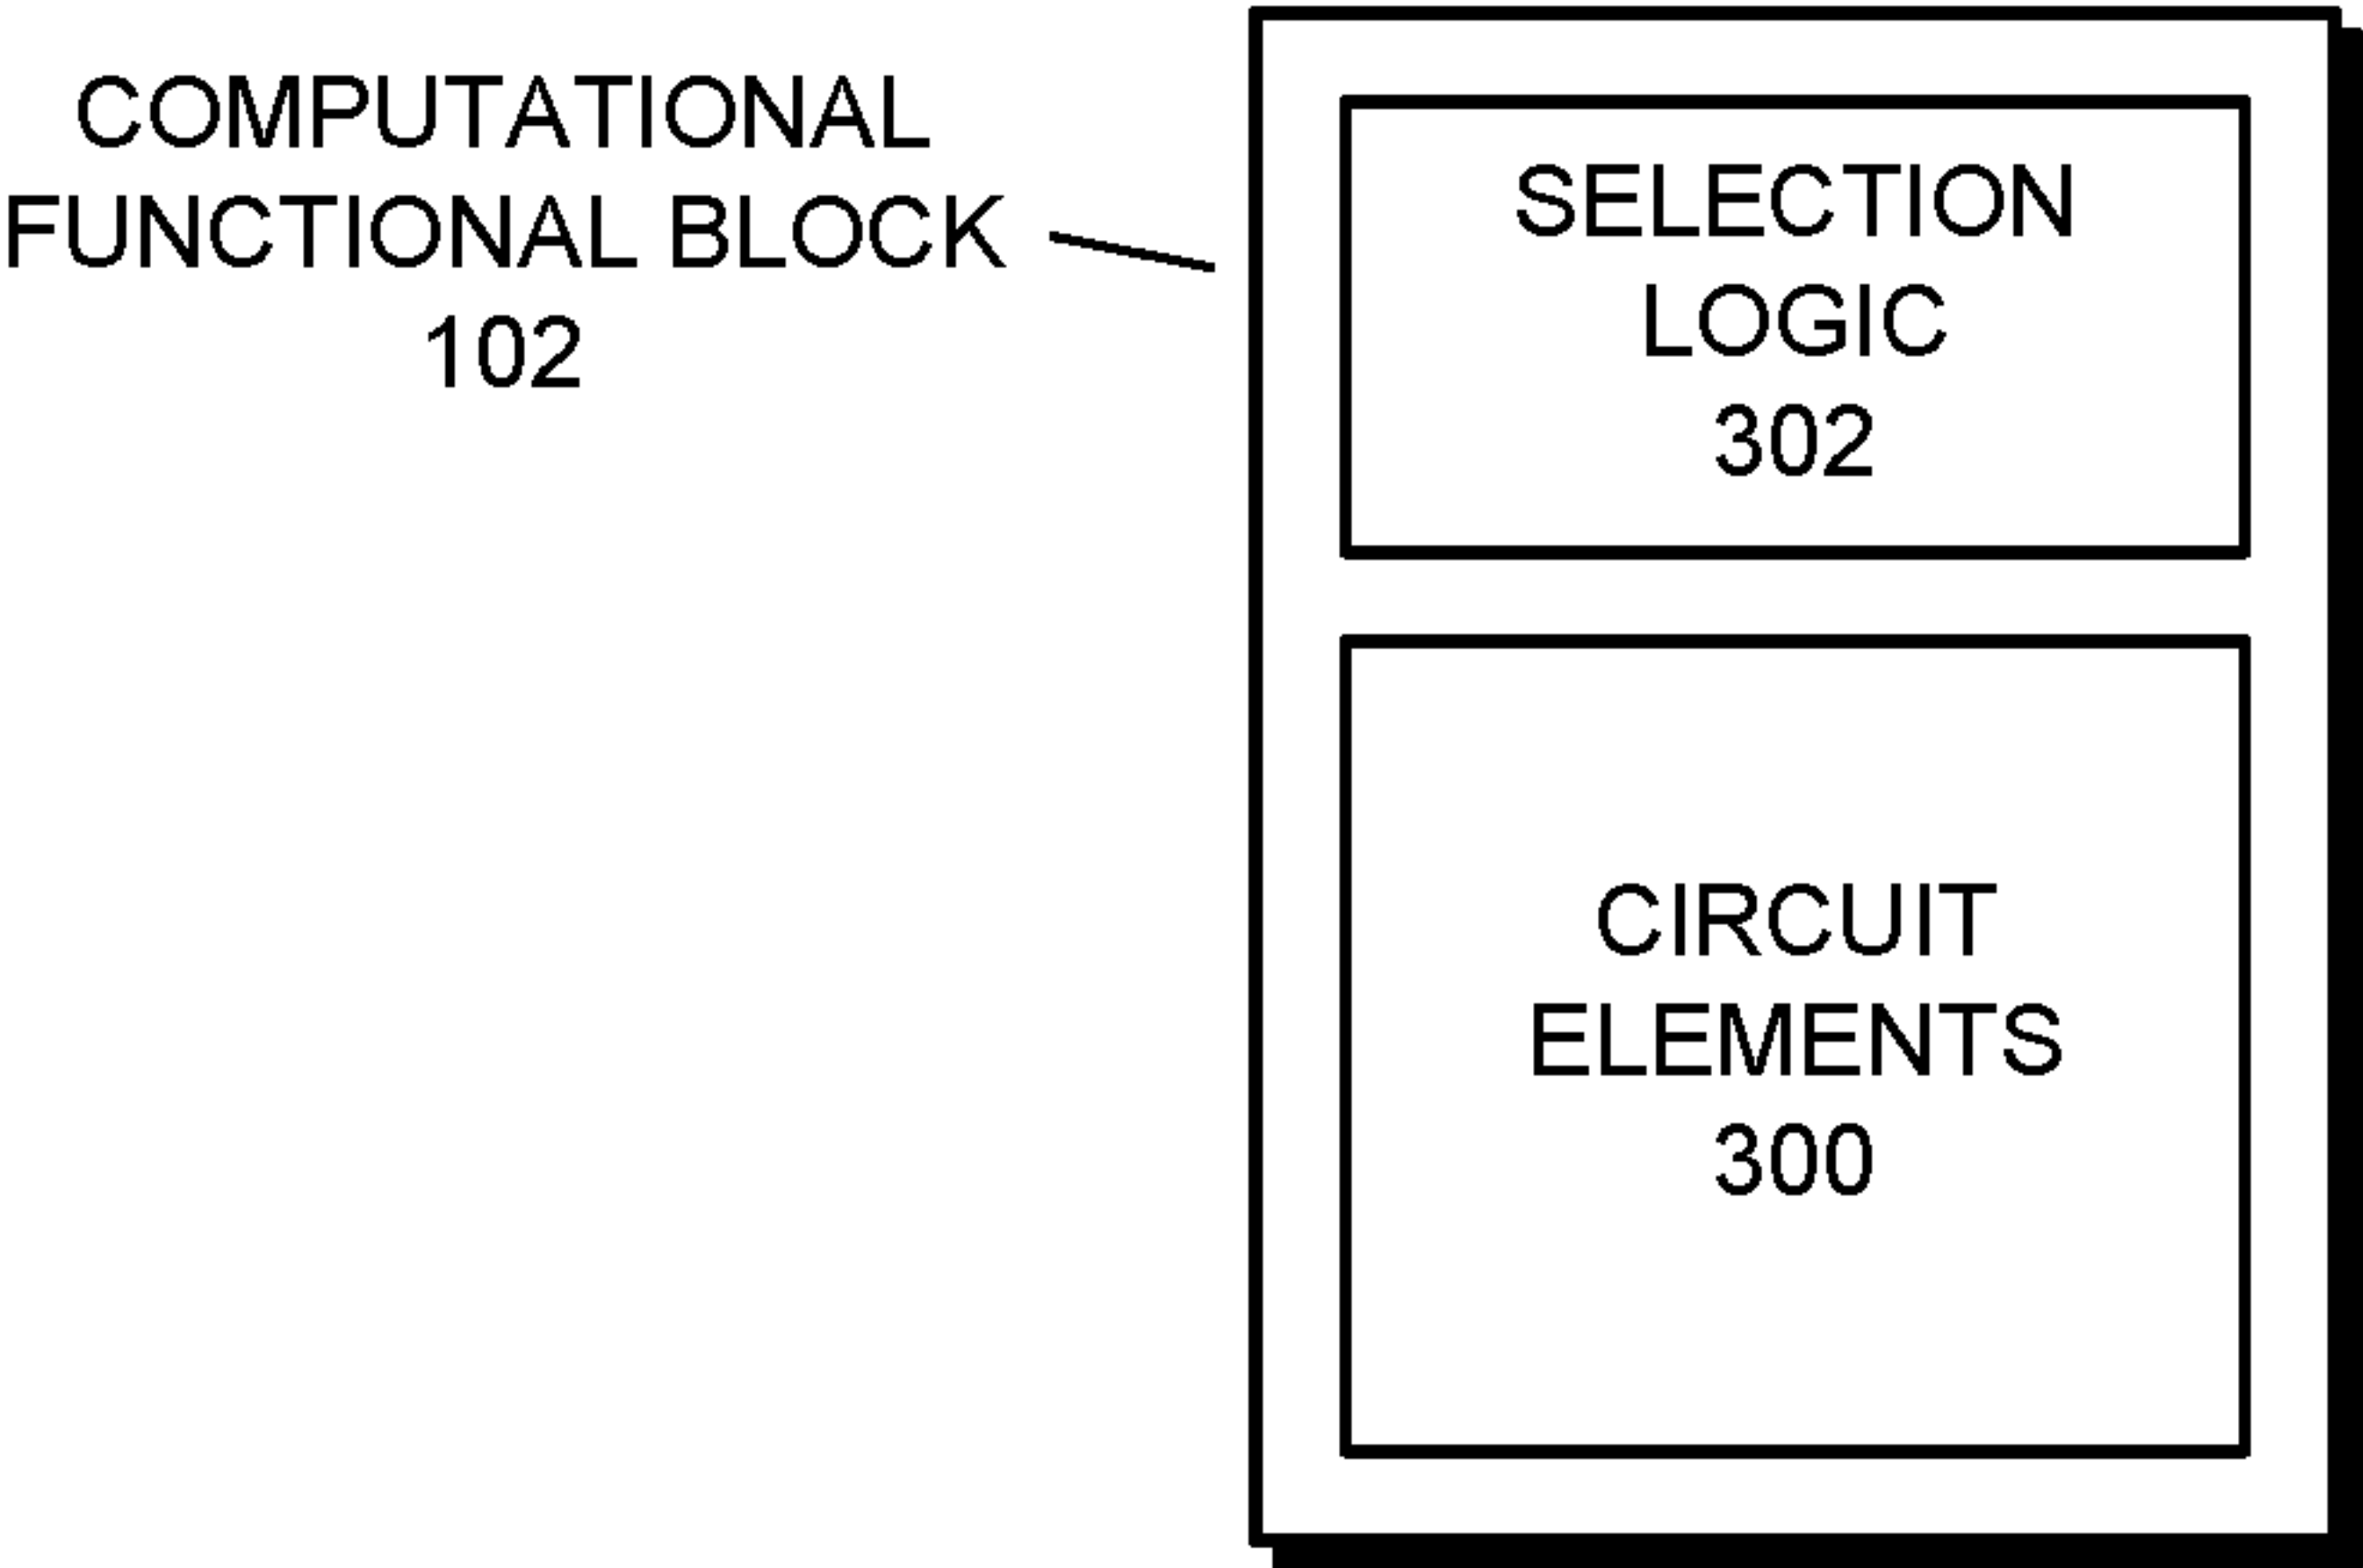 COMPUTATIONAL
FUNCTIONAL BLOCK
102
SELECTION
LOGIC
302
CIRCUIT
ELEMENTS
300